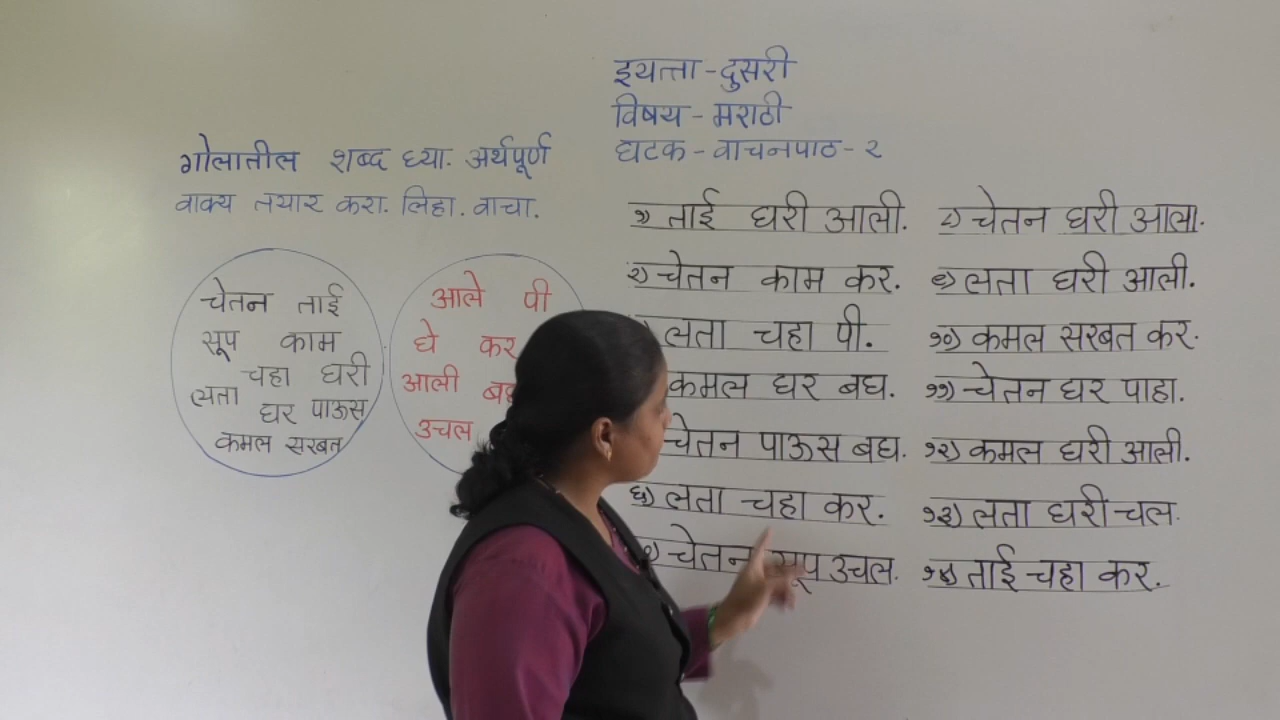 इयत्ता - दुसरी
विषय - मराठी
घटक - वाचनपाठ - २
गोलातील शब्द घ्या. अर्थपूर्ण
वाक्य तयार करा. लिहा. वाचा.
चेतन ताई
सूप काम
चहा घरी
लता घर पाऊस
कमल सरबत
आले पी
घे कर
आली
उचल
१) ताई घरी आली.
२) चेतन काम कर.
लता चहा पी.
कमल घर बघ.
चेतन पाऊस बघ.
६) लता चहा कर.
चेतन सूप उचल.
८) चेतन घरी आला.
९) लता घरी आली.
१०) कमल सरबत कर.
११) चेतन घर पाहा.
१२) कमल घरी आली.
१३) लता घरी चल.
१४) ताई चहा कर.